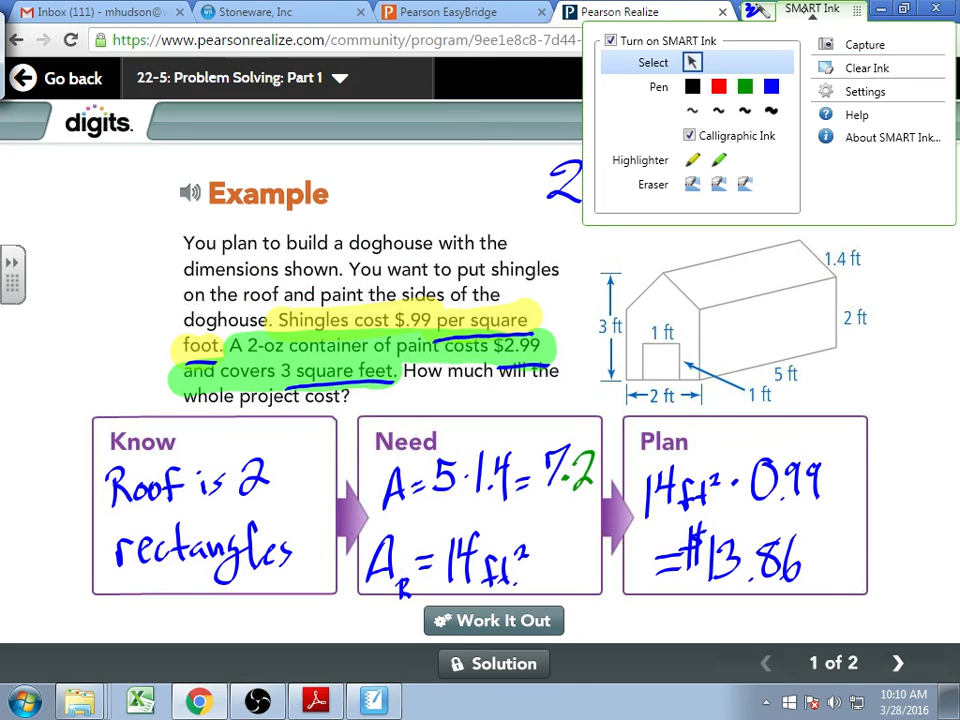 Inbox (111) - mhudson@
Stoneware, Inc
Pearson EasyBridge
Pearson Realize
SMART Ink
https://www.pearsonrealize.com/community/program/9ee1e8c8-7d44-
Turn on SMART Ink
Select
Pen
Calligraphic Ink
Highlighter
Eraser
Capture
Clear Ink
Settings
Help
About SMART Ink...
Go back
22-5: Problem Solving: Part 1
digits.
Example
2
You plan to build a doghouse with the
dimensions shown. You want to put shingles
on the roof and paint the sides of the
doghouse. Shingles cost $.99 per square
foot. A 2-oz container of paint costs $2.99
and covers 3 square feet. How much will the
whole project cost?
1.4 ft
3 ft
1 ft
2 ft
5 ft
2 ft
1 ft
Know
Roof is 2
rectangles
Need
A = 5 · 1.4 = 7·2
AR = 14 ft.²
Plan
14 ft² · 0.99
= $13.86
Work It Out
Solution
1 of 2
10:10 AM
3/28/2016